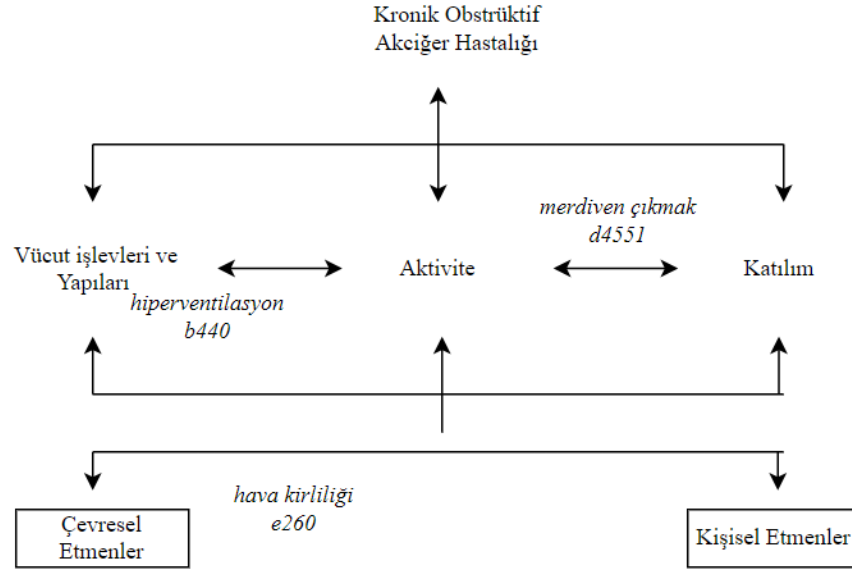 Kronik Obstrüktif
Akciğer Hastalığı
merdiven çıkmak
d4551
Vücut işlevleri ve
Yapıları
Aktivite
Katılım
hiperventilasyon
b440
hava kirliliği
e260
Çevresel
Etmenler
Kişisel Etmenler